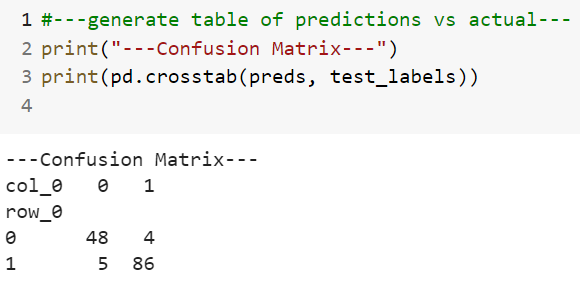 1 #---generate table of predictions vs actual---
2 print("---Confusion Matrix---")
3 print(pd.crosstab(preds, test_labels))
4
---Confusion Matrix---
col_0   0   1
row_0
0      48   4
1       5  86